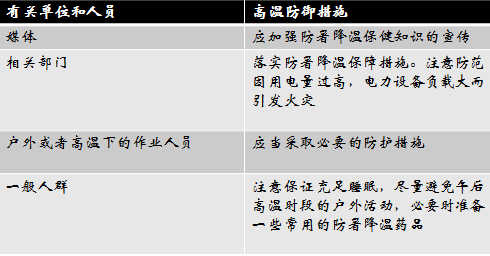 有关单位和人员
高温防御措施
媒体
应加强防署降温保健知识的宣传
相关部门
落实防署降温保障措施。注意防范
因用电量过高，电力设备负载大而
引发火灾
户外或者高温下的作业人员
应当采取必要的防护措施
一般人群
注意保证充足睡眠，尽量避免午后
高温时段的户外活动，必要时准备
一些常用的防署降温药品